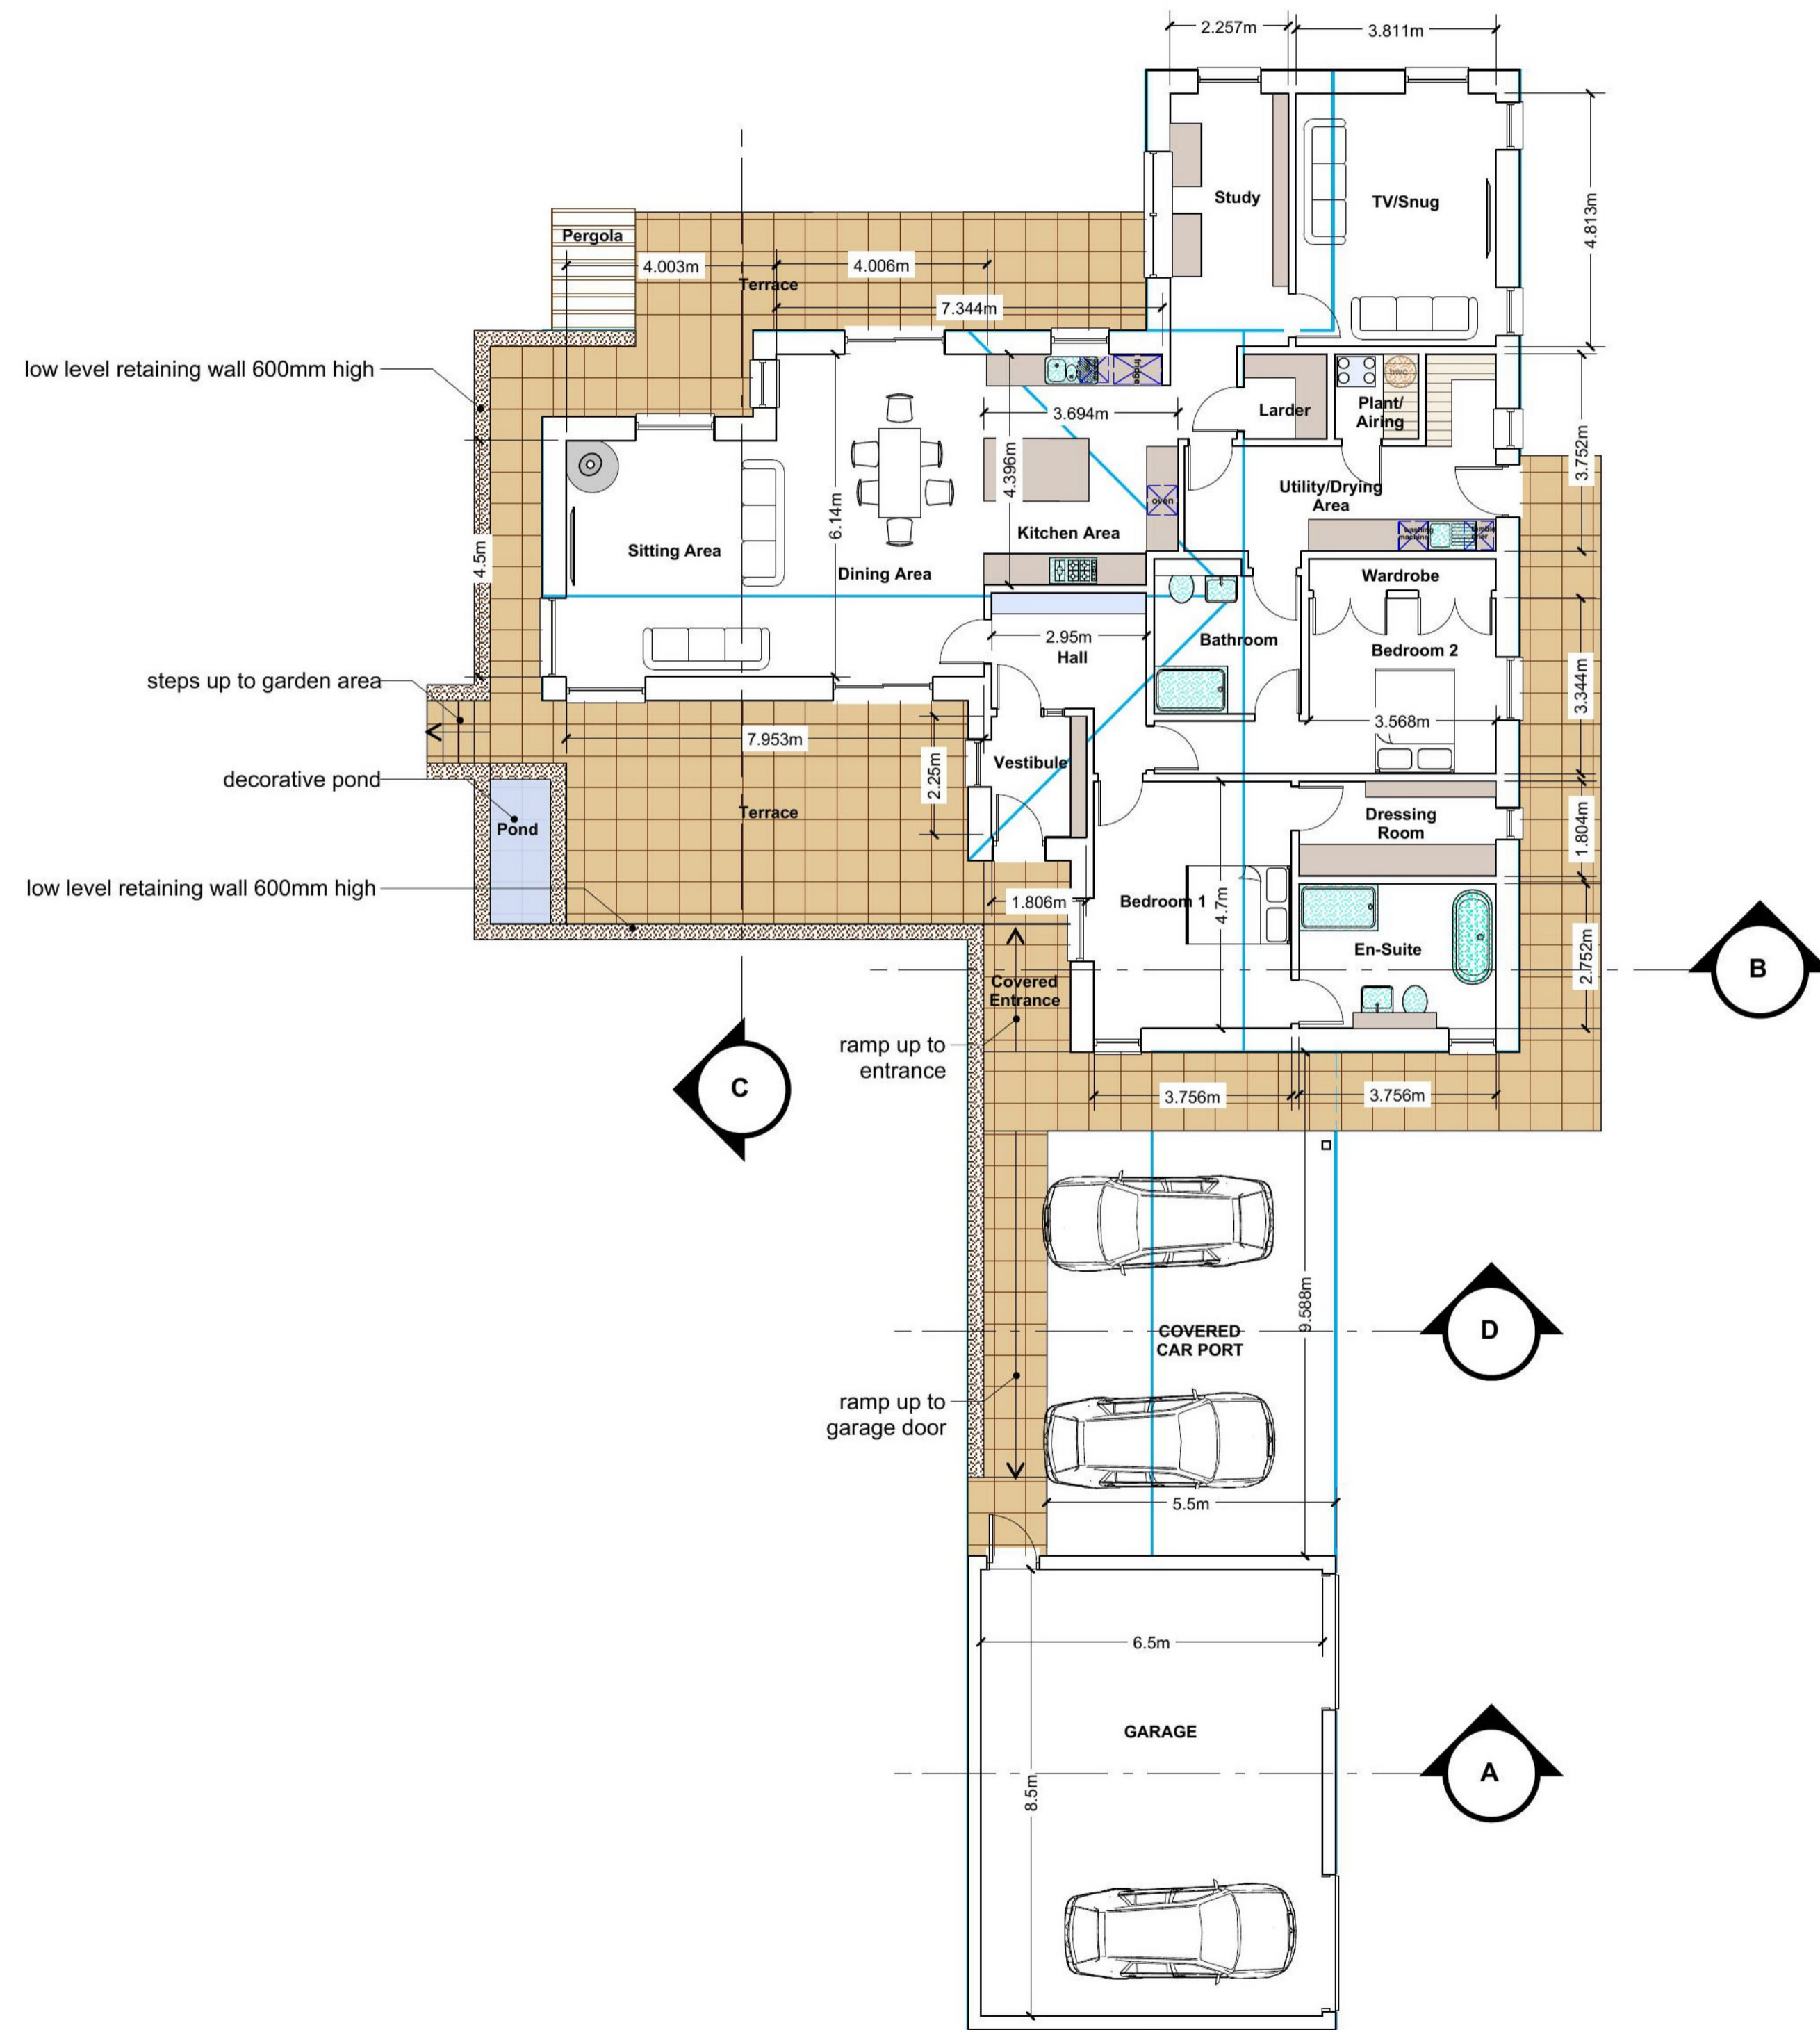 2.257m
3.811m
Study
TV/Snug
4.813m
Pergola
4.003m
4.006m
Terrace
7.344m
low level retaining wall 600mm high
fridge
3.694m
Larder
Plant/
Airing
HWC
3.752m
4.396m
6.14m
oven
Utility/Drying
Area
Kitchen Area
washing
machine
tumble
drier
Sitting Area
4.5m
Dining Area
Wardrobe
2.95m
Hall
Bathroom
Bedroom 2
steps up to garden area
3.344m
3.568m
7.953m
2.25m
Vestibule
decorative pond
Pond
Terrace
Dressing
Room
1.804m
low level retaining wall 600mm high
1.806m
Bedroom 1
4.7m
En-Suite
2.752m
B
Covered
Entrance
ramp up to
entrance
C
3.756m
3.756m
9.588m
COVERED
CAR PORT
D
ramp up to
garage door
5.5m
6.5m
GARAGE
8.5m
A